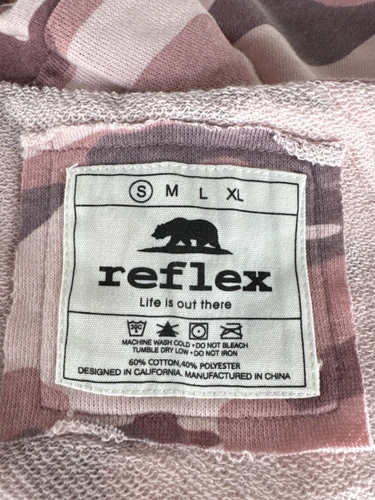 S M L XL
reflex
Life is out there
30C
MACHINE WASH COLD • DO NOT BLEACH
TUMBLE DRY LOW • DO NOT IRON
60% COTTON, 40% POLYESTER
DESIGNED IN CALIFORNIA. MANUFACTURED IN CHINA